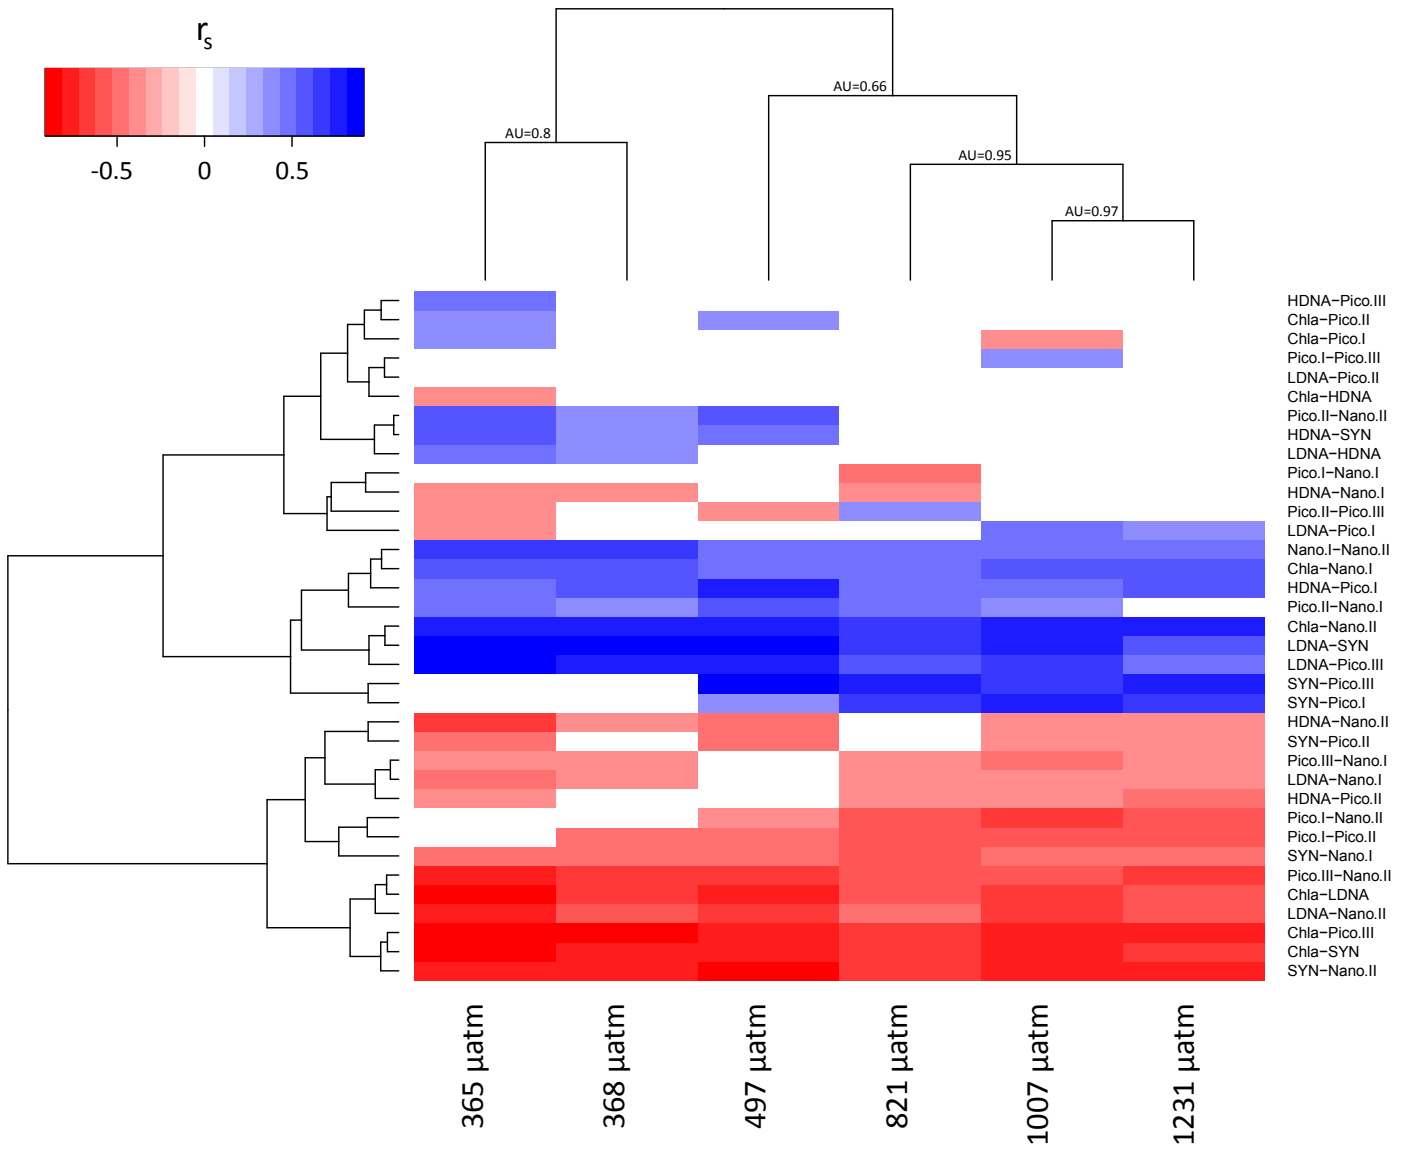 rs
-0.5 0 0.5
AU=0.66
AU=0.8
AU=0.95
AU=0.97
HDNA−Pico.III
Chla−Pico.II
Chla−Pico.I
Pico.I−Pico.III
LDNA−Pico.II
Chla−HDNA
Pico.II−Nano.II
HDNA−SYN
LDNA−HDNA
Pico.I−Nano.I
HDNA−Nano.I
Pico.II−Pico.III
LDNA−Pico.I
Nano.I−Nano.II
Chla−Nano.I
HDNA−Pico.I
Pico.II−Nano.I
Chla−Nano.II
LDNA−SYN
LDNA−Pico.III
SYN−Pico.III
SYN−Pico.I
HDNA−Nano.II
SYN−Pico.II
Pico.III−Nano.I
LDNA−Nano.I
HDNA−Pico.II
Pico.I−Nano.II
Pico.I−Pico.II
SYN−Nano.I
Pico.III−Nano.II
Chla−LDNA
LDNA−Nano.II
Chla−Pico.III
Chla−SYN
SYN−Nano.II
365 µatm
368 µatm
497 µatm
821 µatm
1007 µatm
1231 µatm